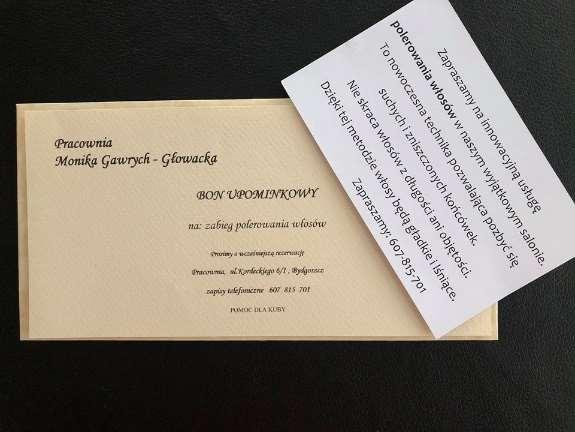 Pracownia
Monika Gawrych - Głowacka
BON UPOMINKOWY
na: zabieg polerowania włosów
Prosimy o wcześniejszą rezerwację
Pracownia, ul.Kordeckiego 6/1 , Bydgoszcz
zapisy telefoniczne 607 815 701
POMOC DLA KUBY
Zapraszamy na innowacyjną usługę
polerowania włosów w naszym wyjątkowym salonie.
To nowoczesna technika pozwalająca pozbyć się
suchych i zniszczonych końcówek.
Nie skraca włosów z długości ani objętości.
Dzięki tej metodzie włosy będą gładkie i lśniące.
Zapraszamy: 607-815-701